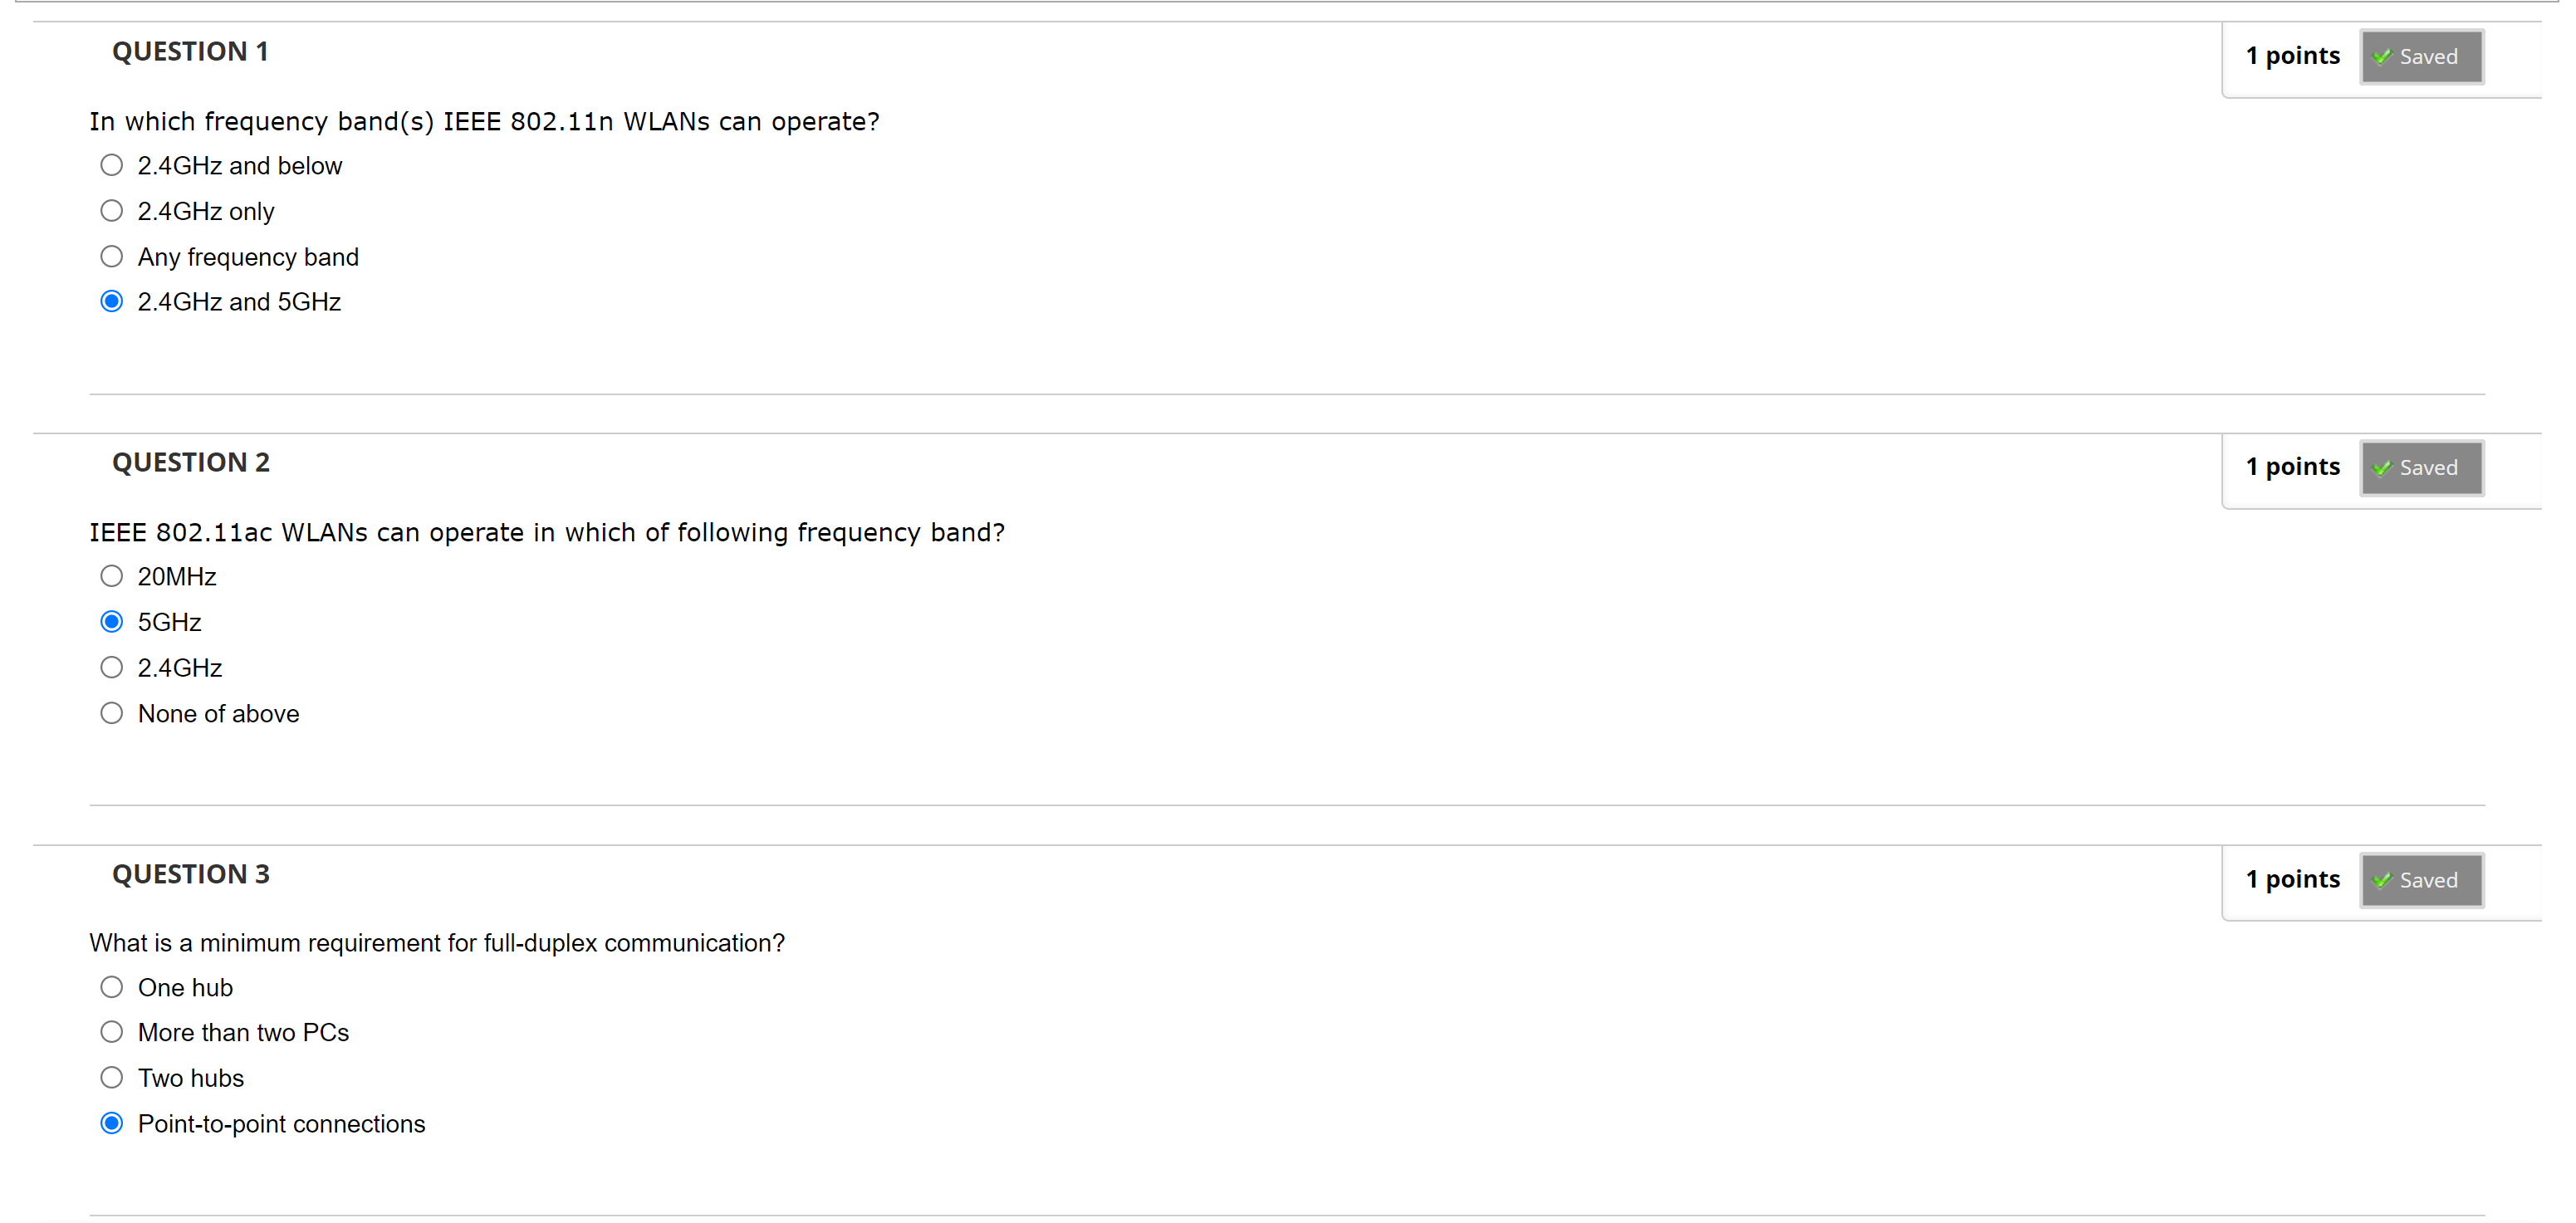 QUESTION 1
1 points
Saved
In which frequency band(s) IEEE 802.11n WLANs can operate?
2.4GHz and below
2.4GHz only
Any frequency band
2.4GHz and 5GHz
QUESTION 2
1 points
Saved
IEEE 802.11ac WLANs can operate in which of following frequency band?
20MHz
5GHz
2.4GHz
None of above
QUESTION 3
1 points
Saved
What is a minimum requirement for full-duplex communication?
One hub
More than two PCs
Two hubs
Point-to-point connections